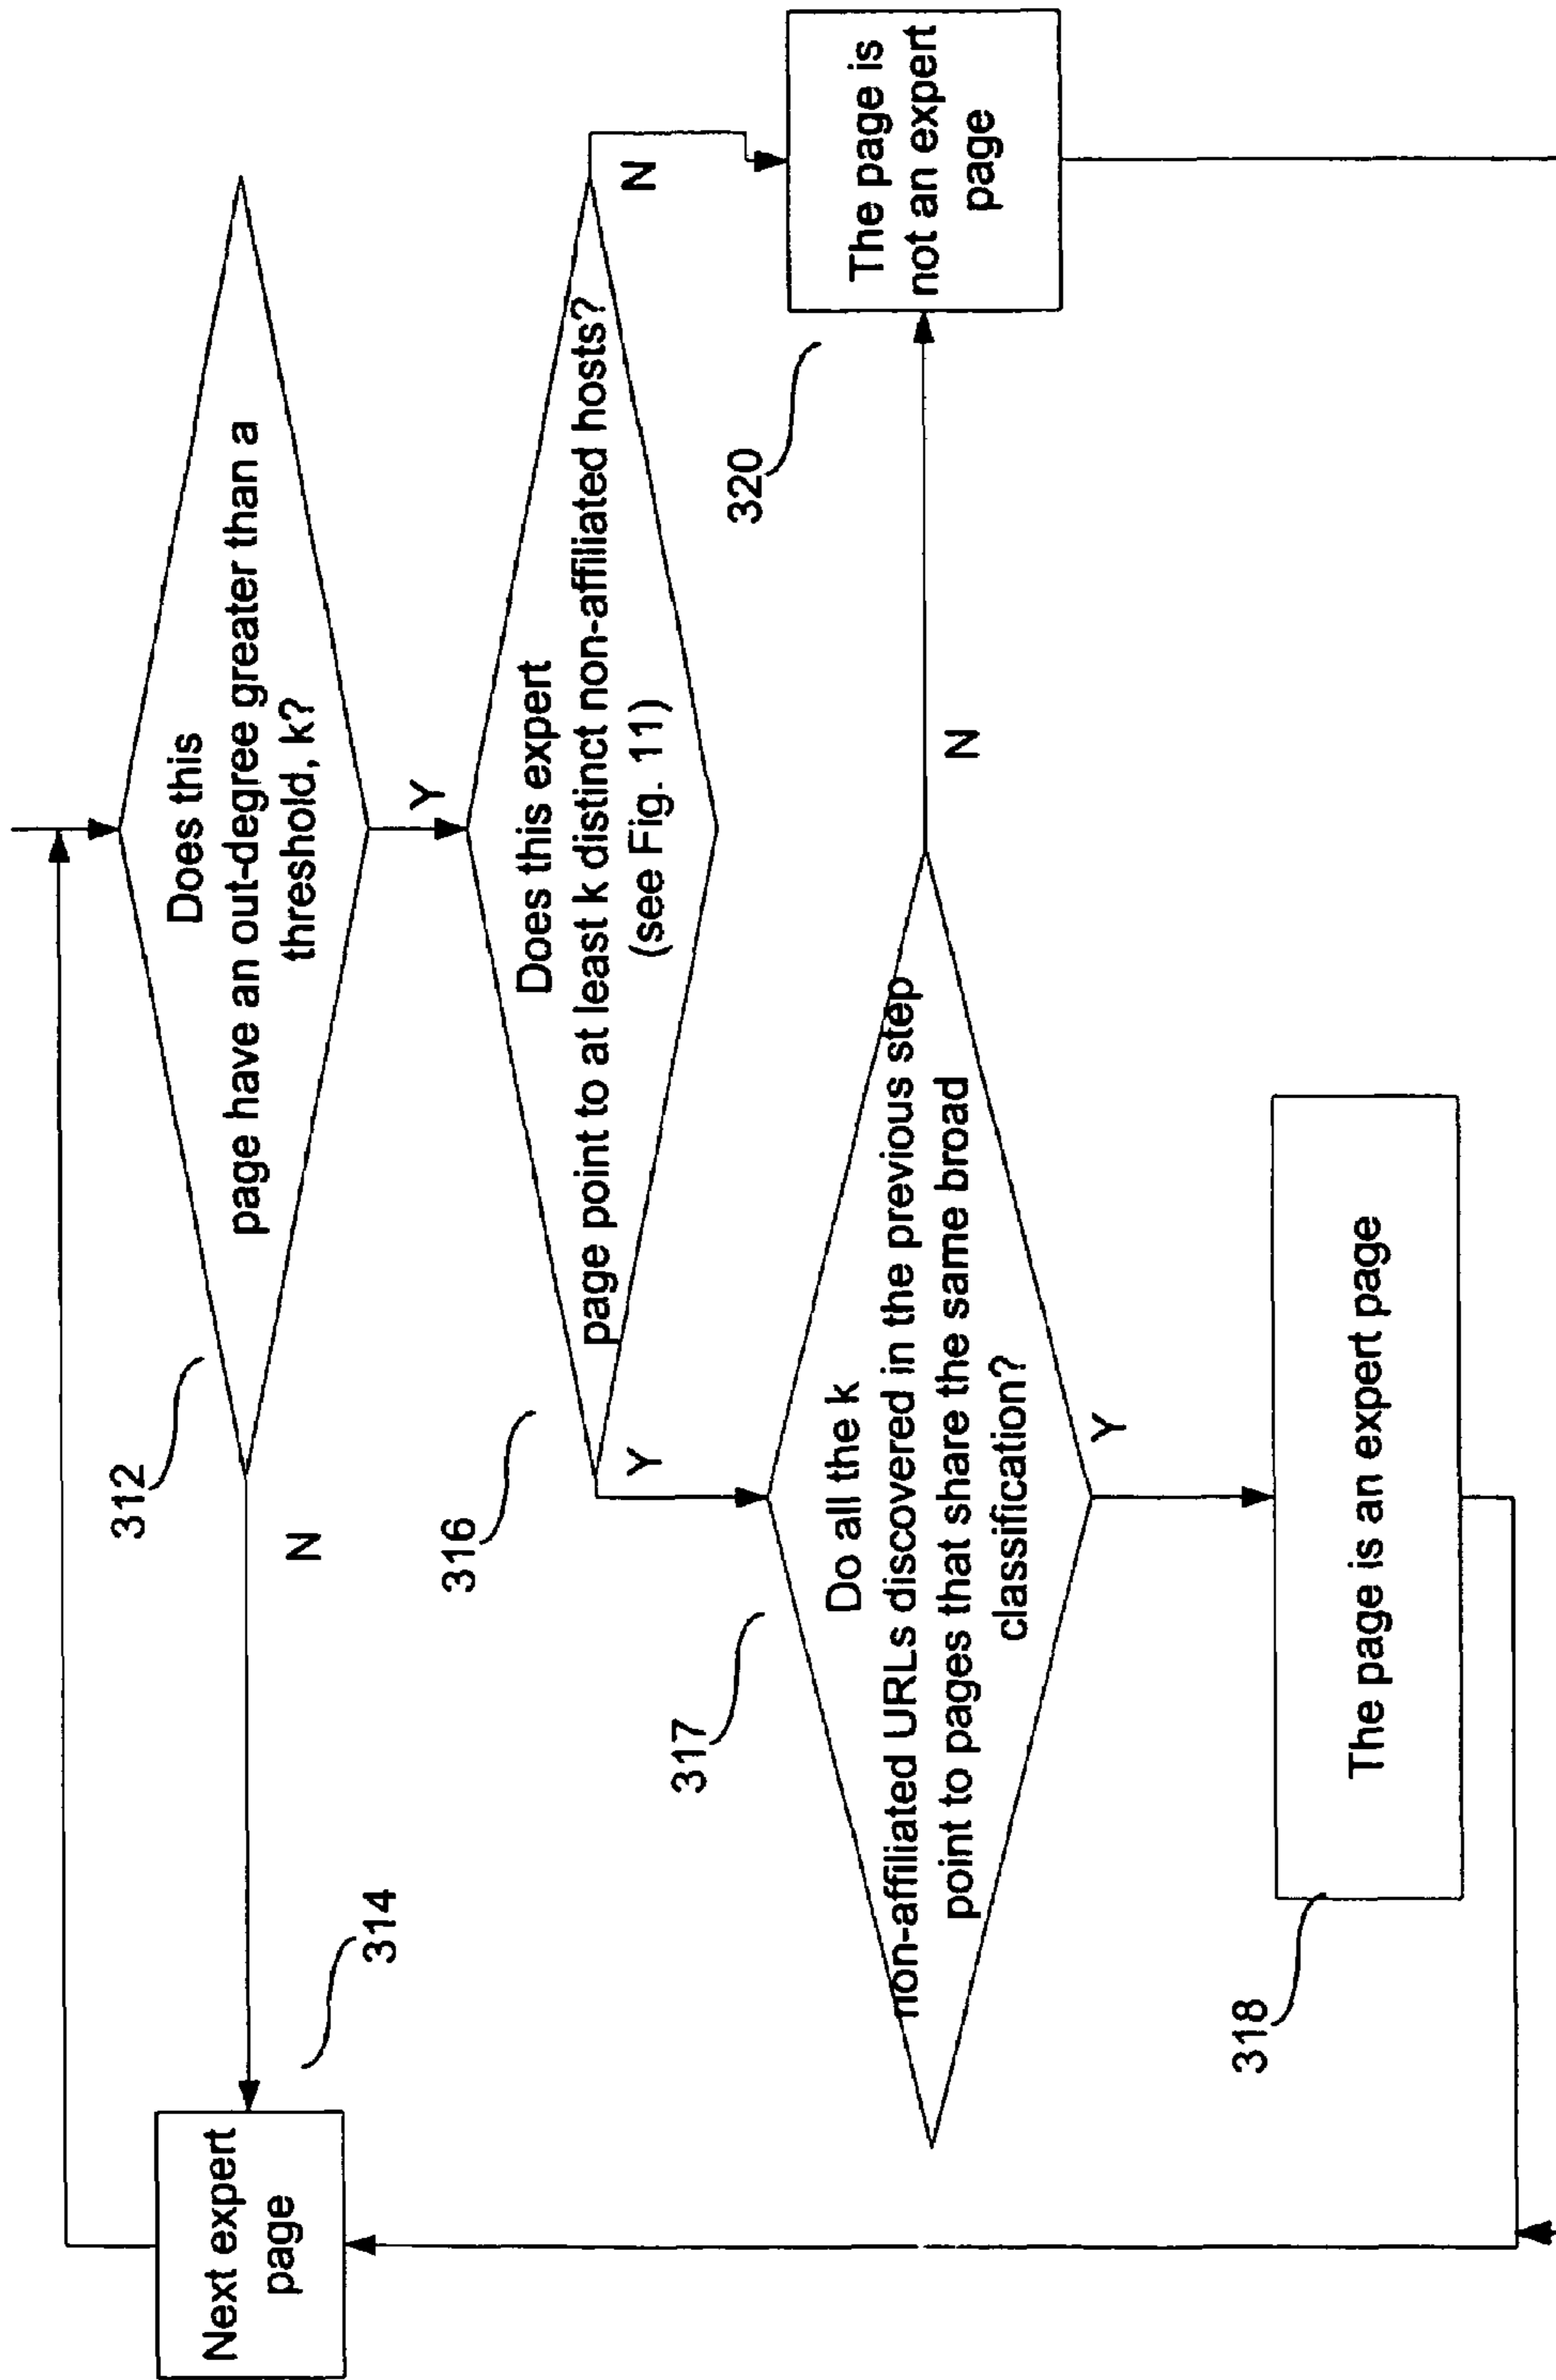 Does this
page have an out-degree greater than a
threshold, k?
312
N
Y
Next expert
page
314
Does this expert
page point to at least k distinct non-affiliated hosts?
(see Fig. 11)
316
Y
N
Do all the k
non-affiliated URLs discovered in the previous step
point to pages that share the same broad
classification?
317
N
Y
The page is
not an expert
page
320
The page is an expert page
318